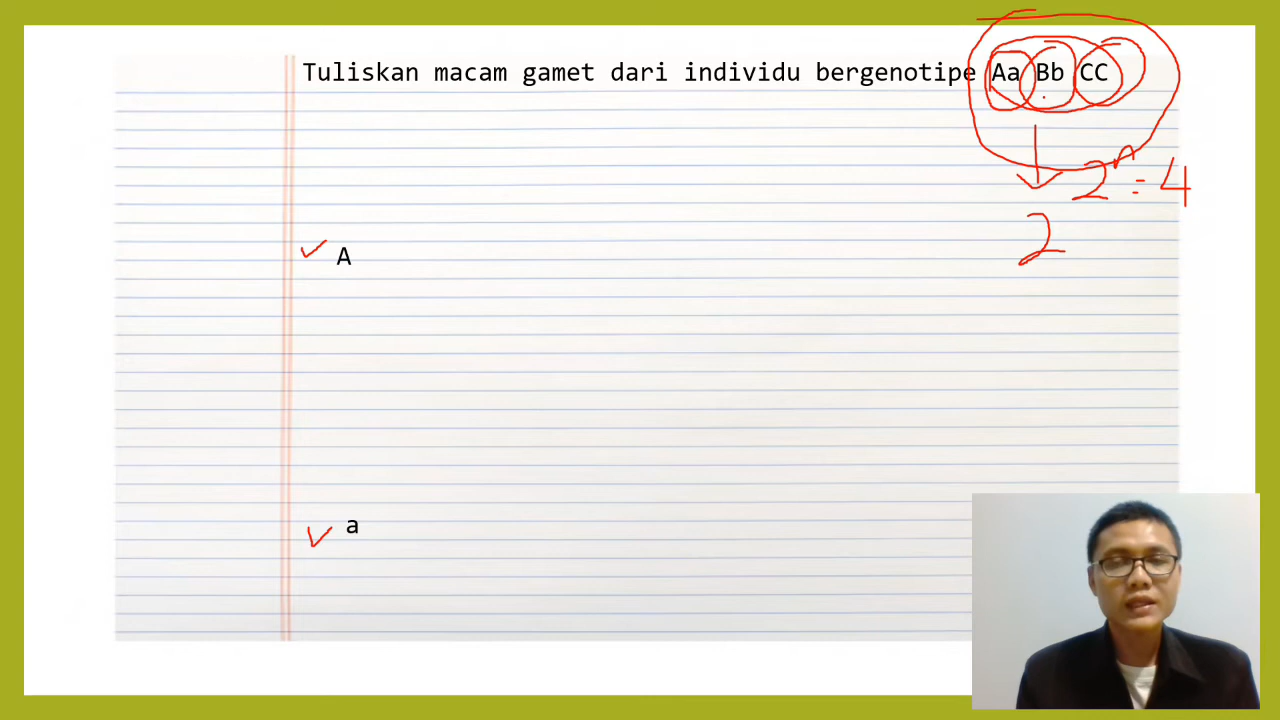 Tuliskan macam gamet dari individu bergenotipe Aa Bb CC
2ⁿ = 4
2
A
a